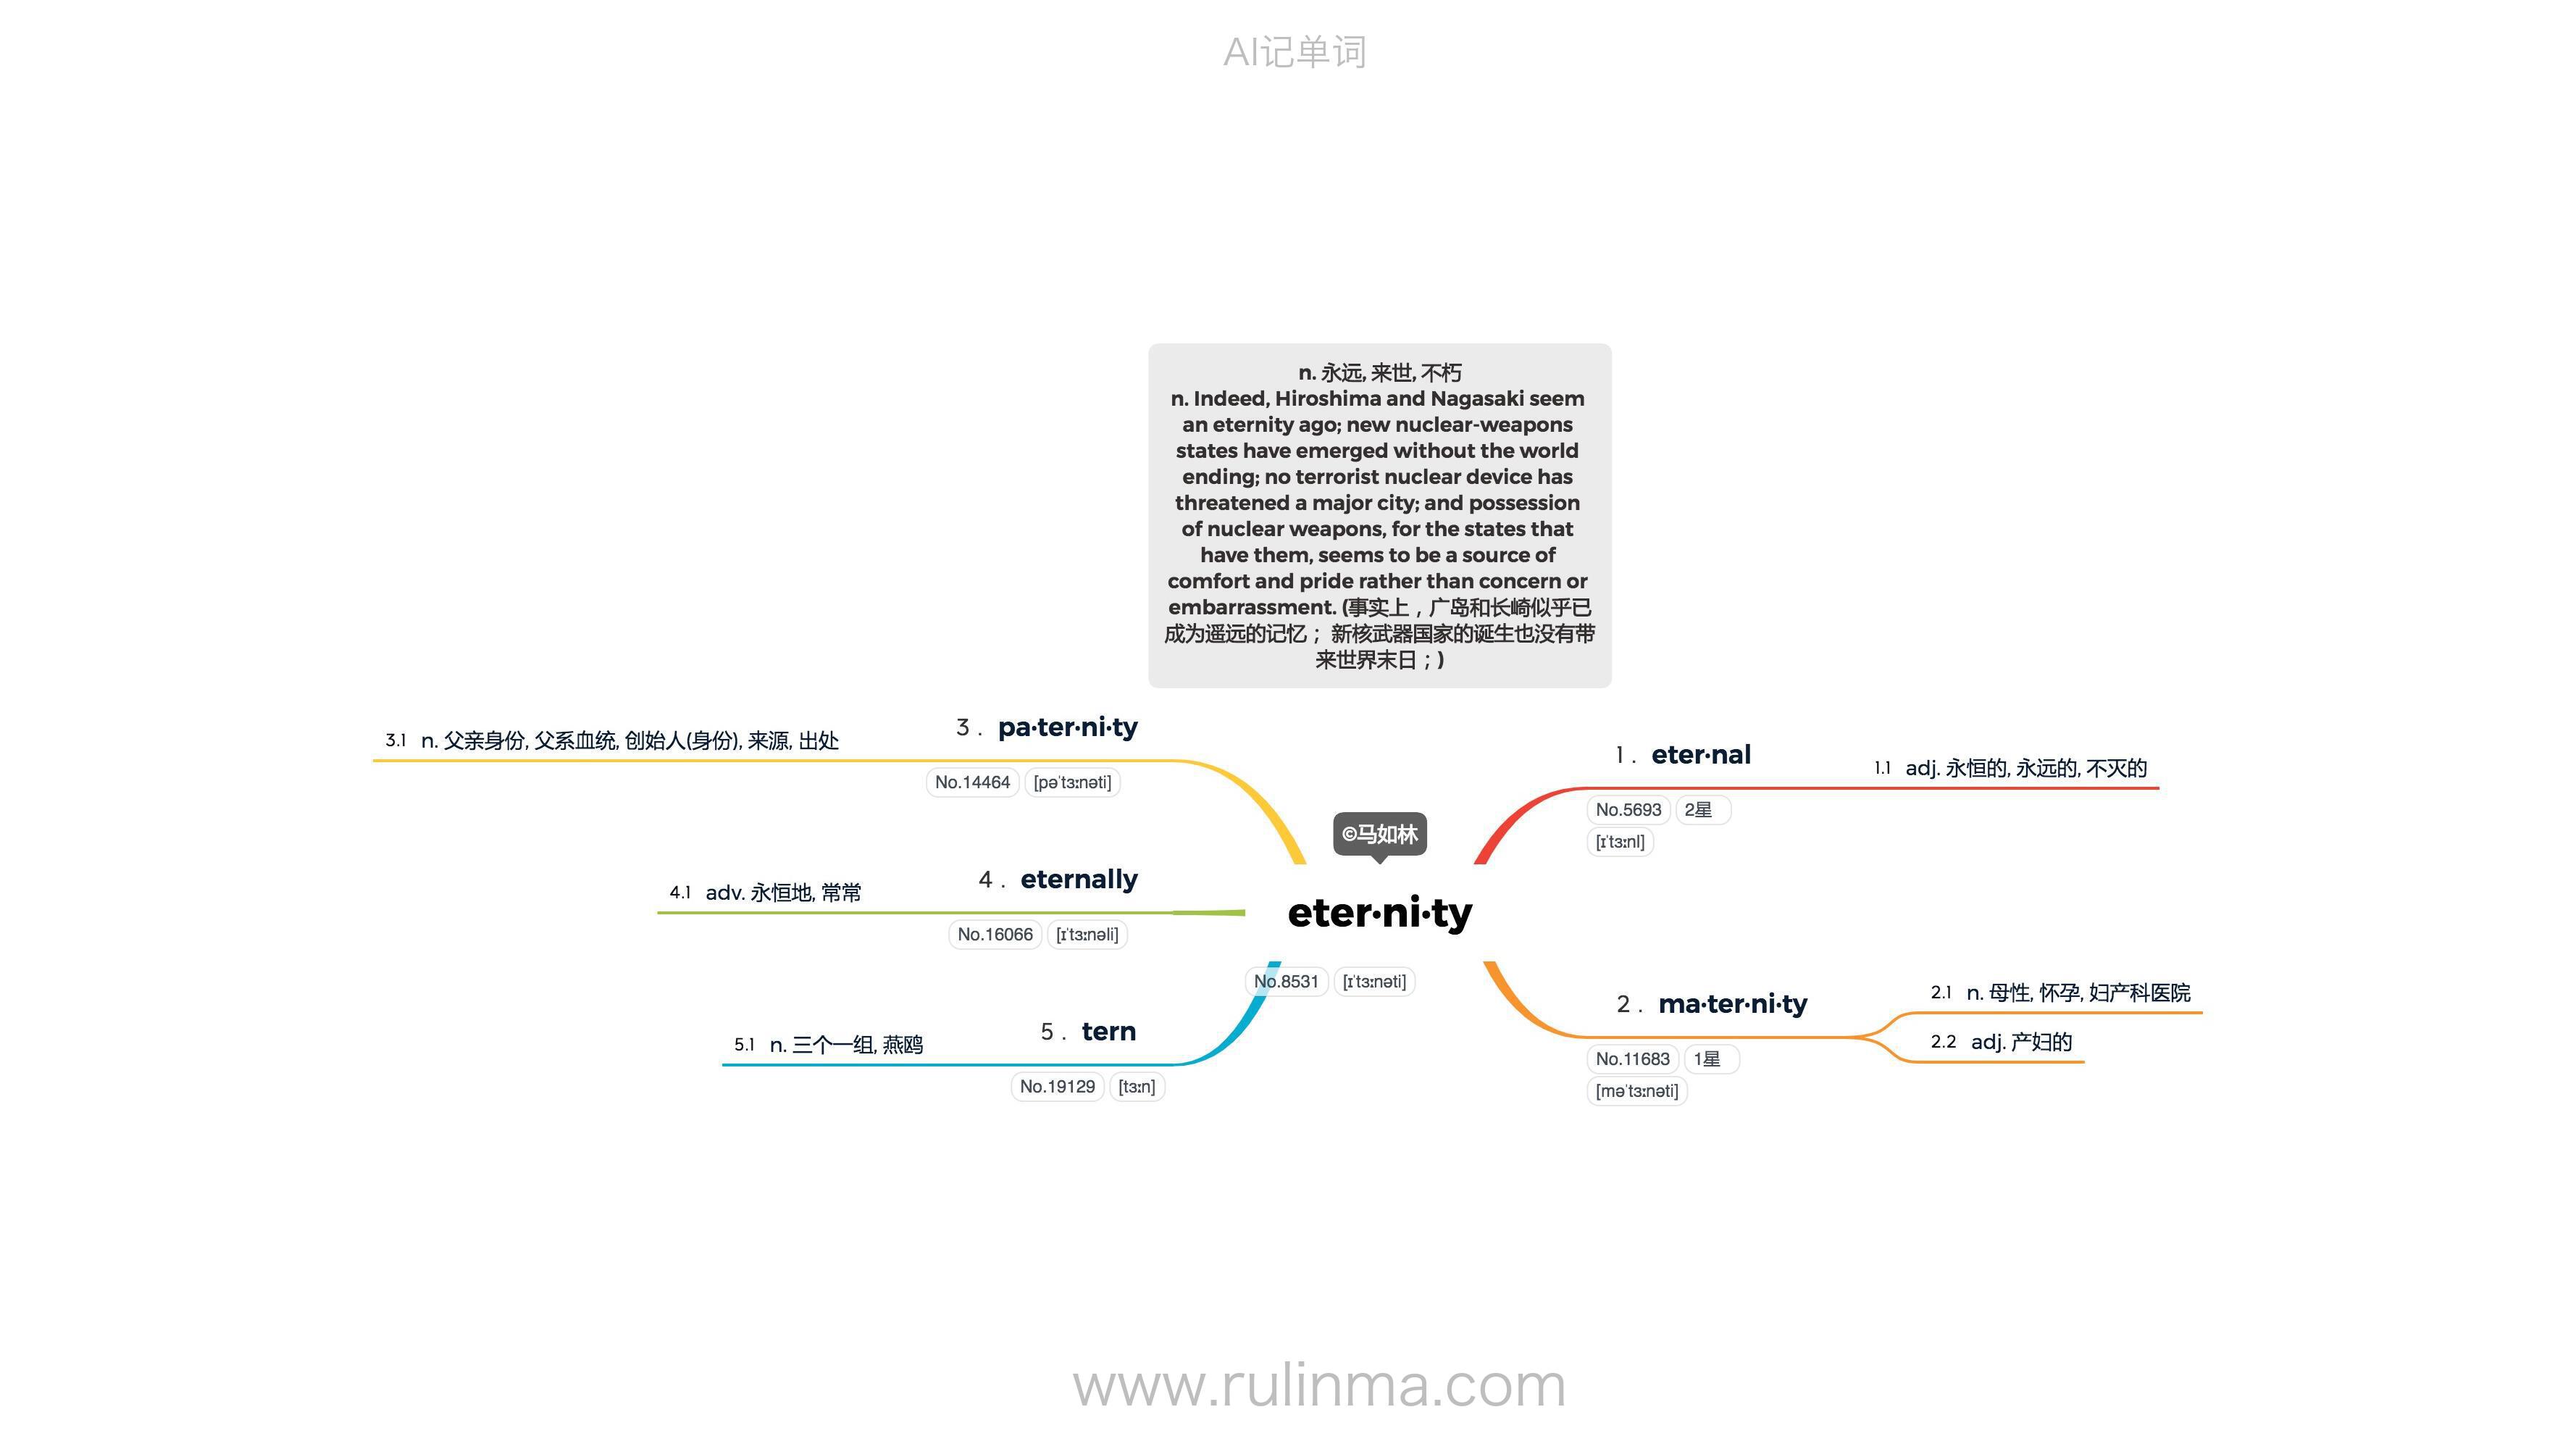 AI记单词
n. 永远, 来世, 不朽
n. Indeed, Hiroshima and Nagasaki seem
an eternity ago; new nuclear-weapons
states have emerged without the world
ending; no terrorist nuclear device has
threatened a major city; and possession
of nuclear weapons, for the states that
have them, seems to be a source of
comfort and pride rather than concern or
embarrassment. (事实上，广岛和长崎似乎已
成为遥远的记忆； 新核武器国家的诞生也没有带
来世界末日；)
©马如林
eter·ni·ty
No.8531 [ɪˈtɜːnəti]
1 . eter·nal
No.5693 2星
[ɪˈtɜːnl]
1.1 adj. 永恒的, 永远的, 不灭的
2 . ma·ter·ni·ty
No.11683 1星
[məˈtɜːnəti]
2.1 n. 母性, 怀孕, 妇产科医院
2.2 adj. 产妇的
3 . pa·ter·ni·ty
No.14464 [pəˈtɜːnəti]
3.1 n. 父亲身份, 父系血统, 创始人(身份), 来源, 出处
4 . eternally
No.16066 [ɪˈtɜːnəli]
4.1 adv. 永恒地, 常常
5 . tern
No.19129 [tɜːn]
5.1 n. 三个一组, 燕鸥
www.rulinma.com